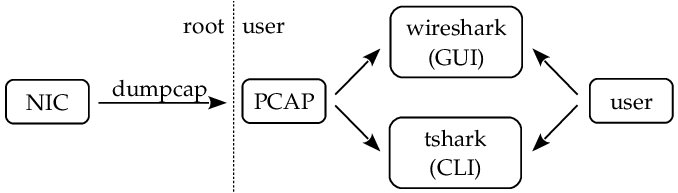 root user
wireshark
(GUI)
NIC
dumpcap
PCAP
user
tshark
(CLI)